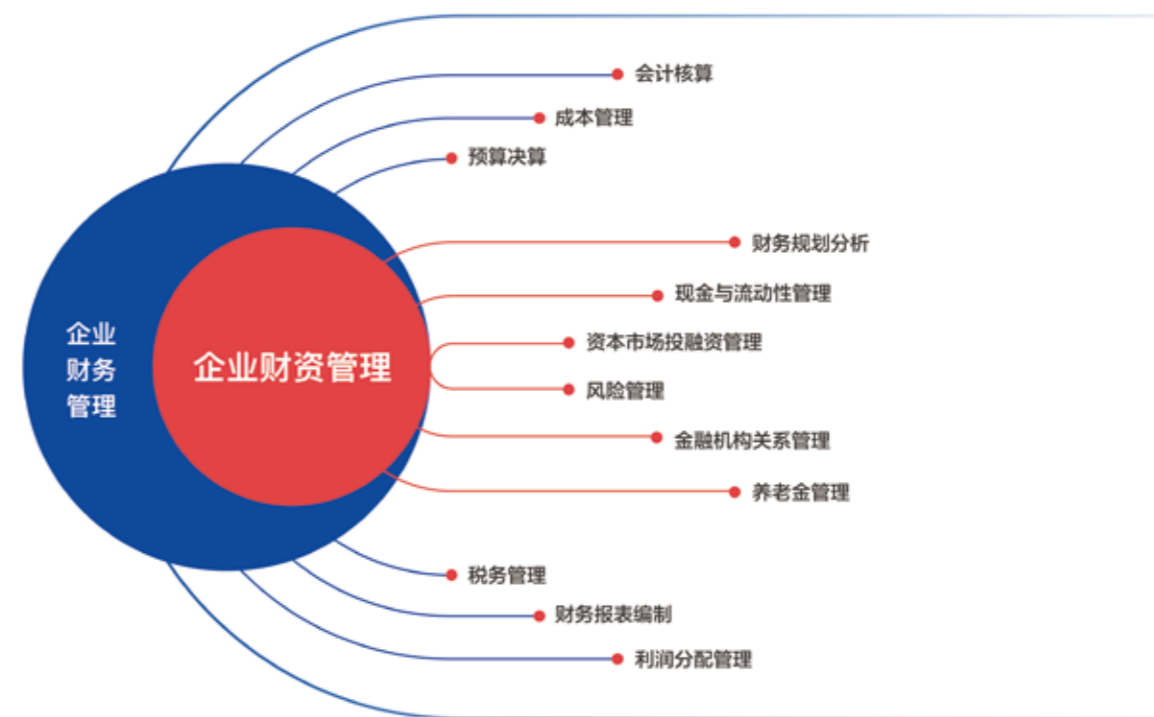 会计核算
成本管理
预算决算
财务规划分析
现金与流动性管理
企业
财务
管理
企业财资管理
资本市场投融资管理
风险管理
金融机构关系管理
养老金管理
税务管理
财务报表编制
利润分配管理